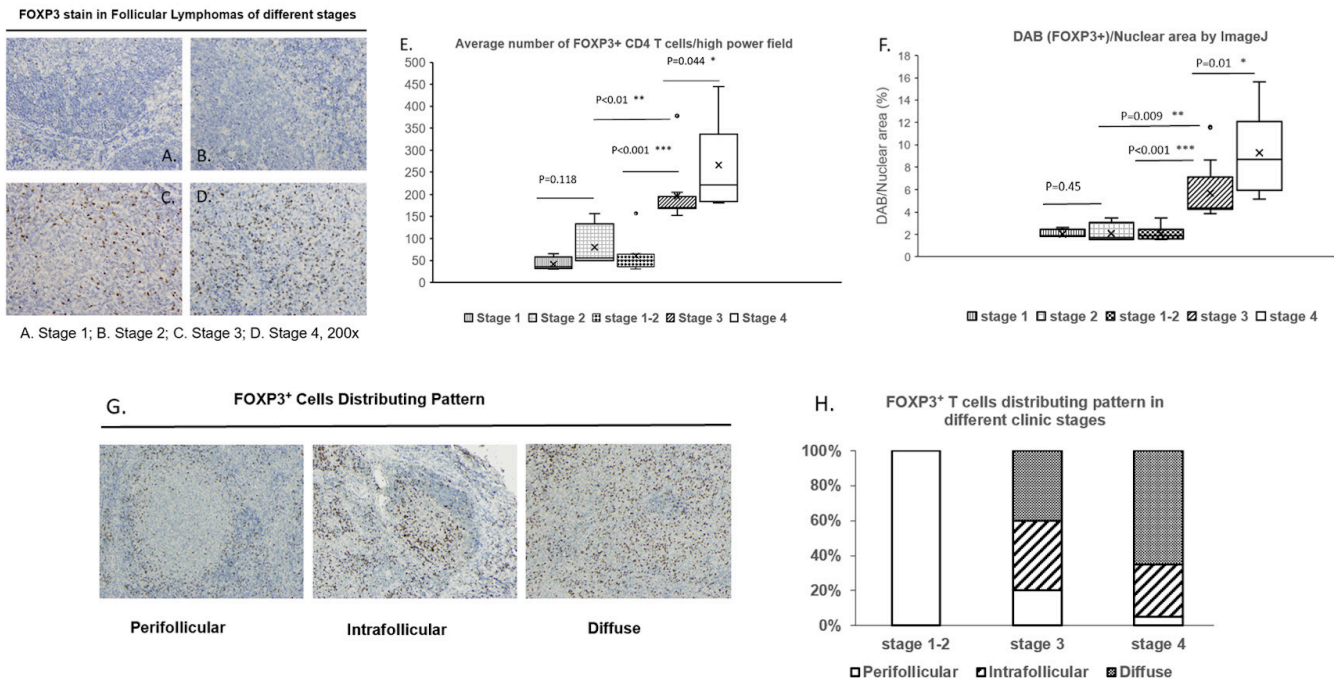 FOXP3 stain in Follicular Lymphomas of different stages
A.
B.
C.
D.
A. Stage 1; B. Stage 2; C. Stage 3; D. Stage 4, 200x
E.
Average number of FOXP3+ CD4 T cells/high power field
500
450
400
350
300
250
200
150
100
50
0
P=0.118
P<0.01 **
P<0.001 ***
P=0.044 *
Stage 1 Stage 2 stage 1-2 Stage 3 Stage 4
F.
DAB (FOXP3+)/Nuclear area by ImageJ
DAB/Nuclear area (%)
18
16
14
12
10
8
6
4
2
0
P=0.45
P=0.009 **
P<0.001 ***
P=0.01 *
stage 1 stage 2 stage 1-2 stage 3 stage 4
G.
FOXP3⁺ Cells Distributing Pattern
Perifollicular Intrafollicular Diffuse
H.
FOXP3⁺ T cells distributing pattern in
different clinic stages
100%
80%
60%
40%
20%
0%
stage 1-2 stage 3 stage 4
Perifollicular Intrafollicular Diffuse